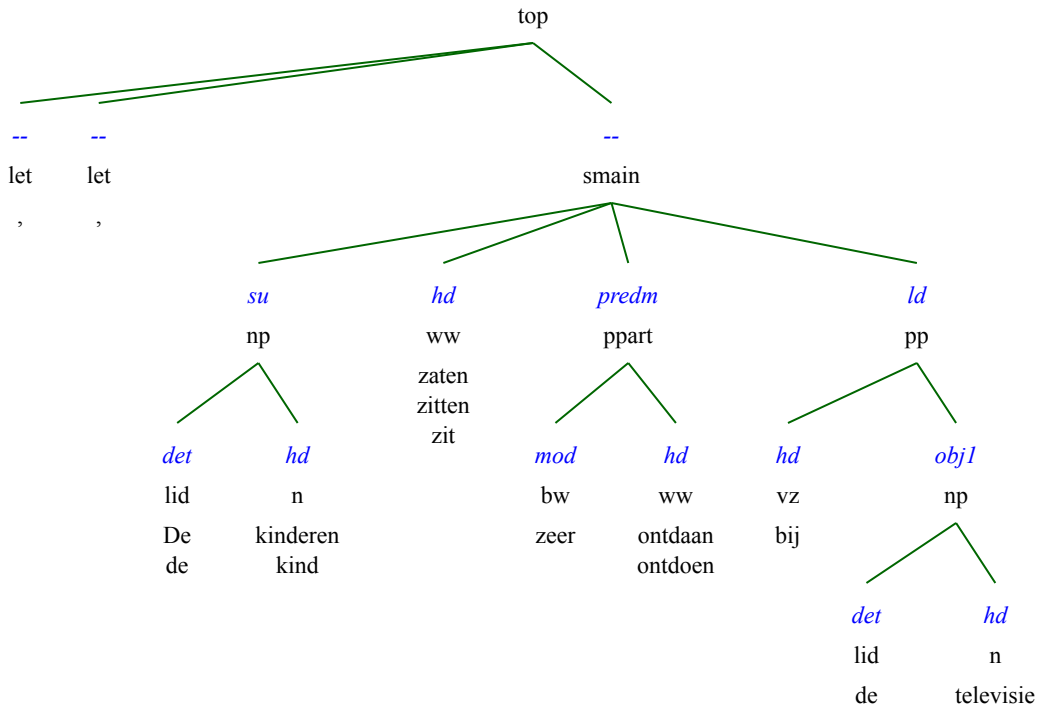 top
-- -- --
let let smain
, ,
su hd predm ld
np ww ppart pp
zaten
zitten
zit
det hd mod hd hd obj1
lid n bw ww vz np
De kinderen zeer ontdaan bij
de kind ontdoen
det hd
lid n
de televisie